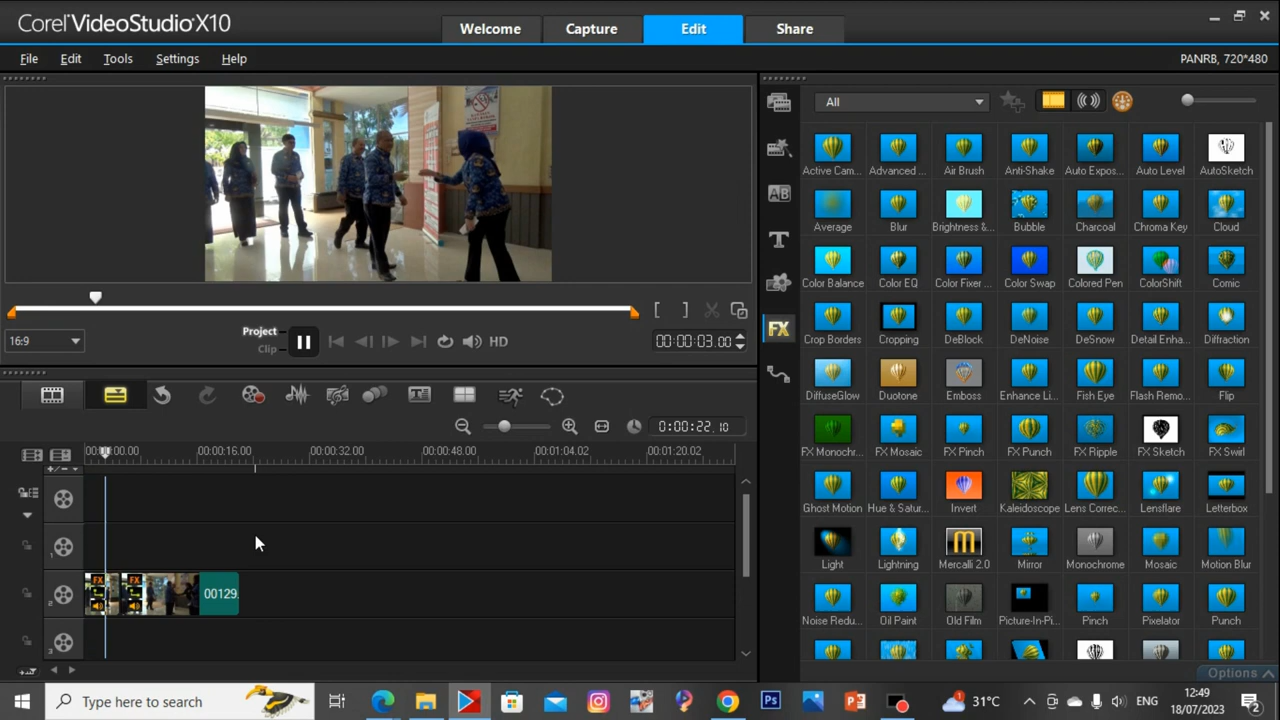 Corel VideoStudio X10
Welcome Capture Edit Share
File Edit Tools Settings Help
PANRB, 720*480
All
Active Cam... Advanced ... Air Brush Anti-Shake Auto Expos... Auto Level AutoSketch
Average Blur Brightness &... Bubble Charcoal Chroma Key Cloud
Color Balance Color EQ Color Fixer ... Color Swap Colored Pen ColorShift Comic
Crop Borders Cropping DeBlock DeNoise DeSnow Detail Enha... Diffraction
DiffuseGlow Duotone Emboss Enhance Li... Fish Eye Flash Remo... Flip
FX Monochr... FX Mosaic FX Pinch FX Punch FX Ripple FX Sketch FX Swirl
Ghost Motion Hue & Satur... Invert Kaleidoscope Lens Correc... Lensflare Letterbox
Light Lightning Mercalli 2.0 Mirror Monochrome Mosaic Motion Blur
Noise Redu... Oil Paint Old Film Picture-In-Pi... Pinch Pixelator Punch
AB
T
FX
Options
Project
Clip
HD
00:00:03.00
16:9
0:00:22.10
00:00:16.00 00:00:32.00 00:00:48.00 00:01:04.02 00:01:20.02
1
2
3
FX FX 00129.
Type here to search
Ps
31°C
ENG
12:49
18/07/2023
2